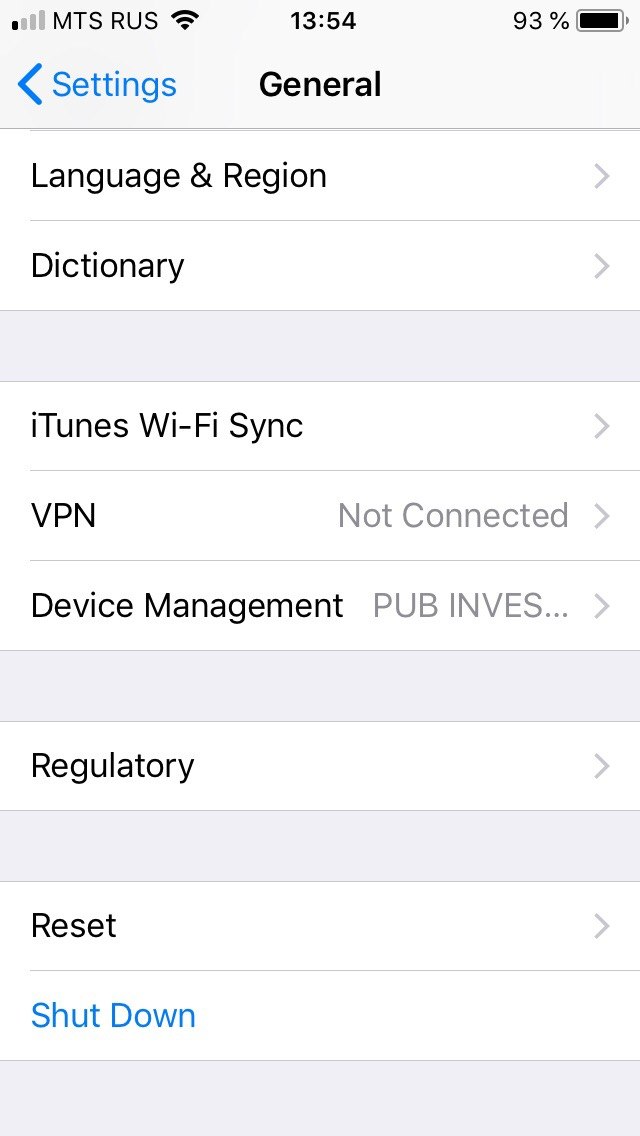 MTS RUS 13:54 93 %
Settings General
Language & Region
Dictionary
iTunes Wi-Fi Sync
VPN Not Connected
Device Management PUB INVES...
Regulatory
Reset
Shut Down